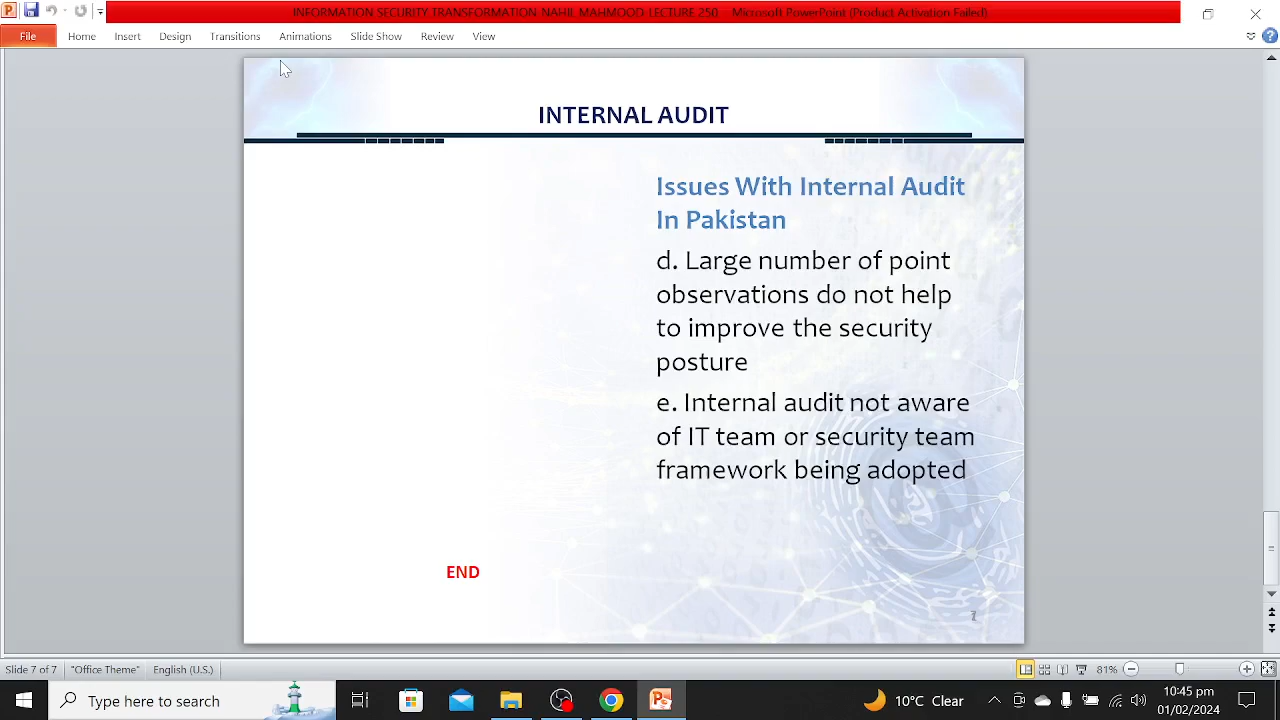 INFORMATION SECURITY TRANSFORMATION-NAHIL MAHMOOD-LECTURE 250 - Microsoft PowerPoint (Product Activation Failed)
File Home Insert Design Transitions Animations Slide Show Review View
INTERNAL AUDIT
Issues With Internal Audit
In Pakistan
d. Large number of point
observations do not help
to improve the security
posture
e. Internal audit not aware
of IT team or security team
framework being adopted
END
7
Slide 7 of 7 "Office Theme" English (U.S.) 81%
Type here to search 10°C Clear 10:45 pm
01/02/2024